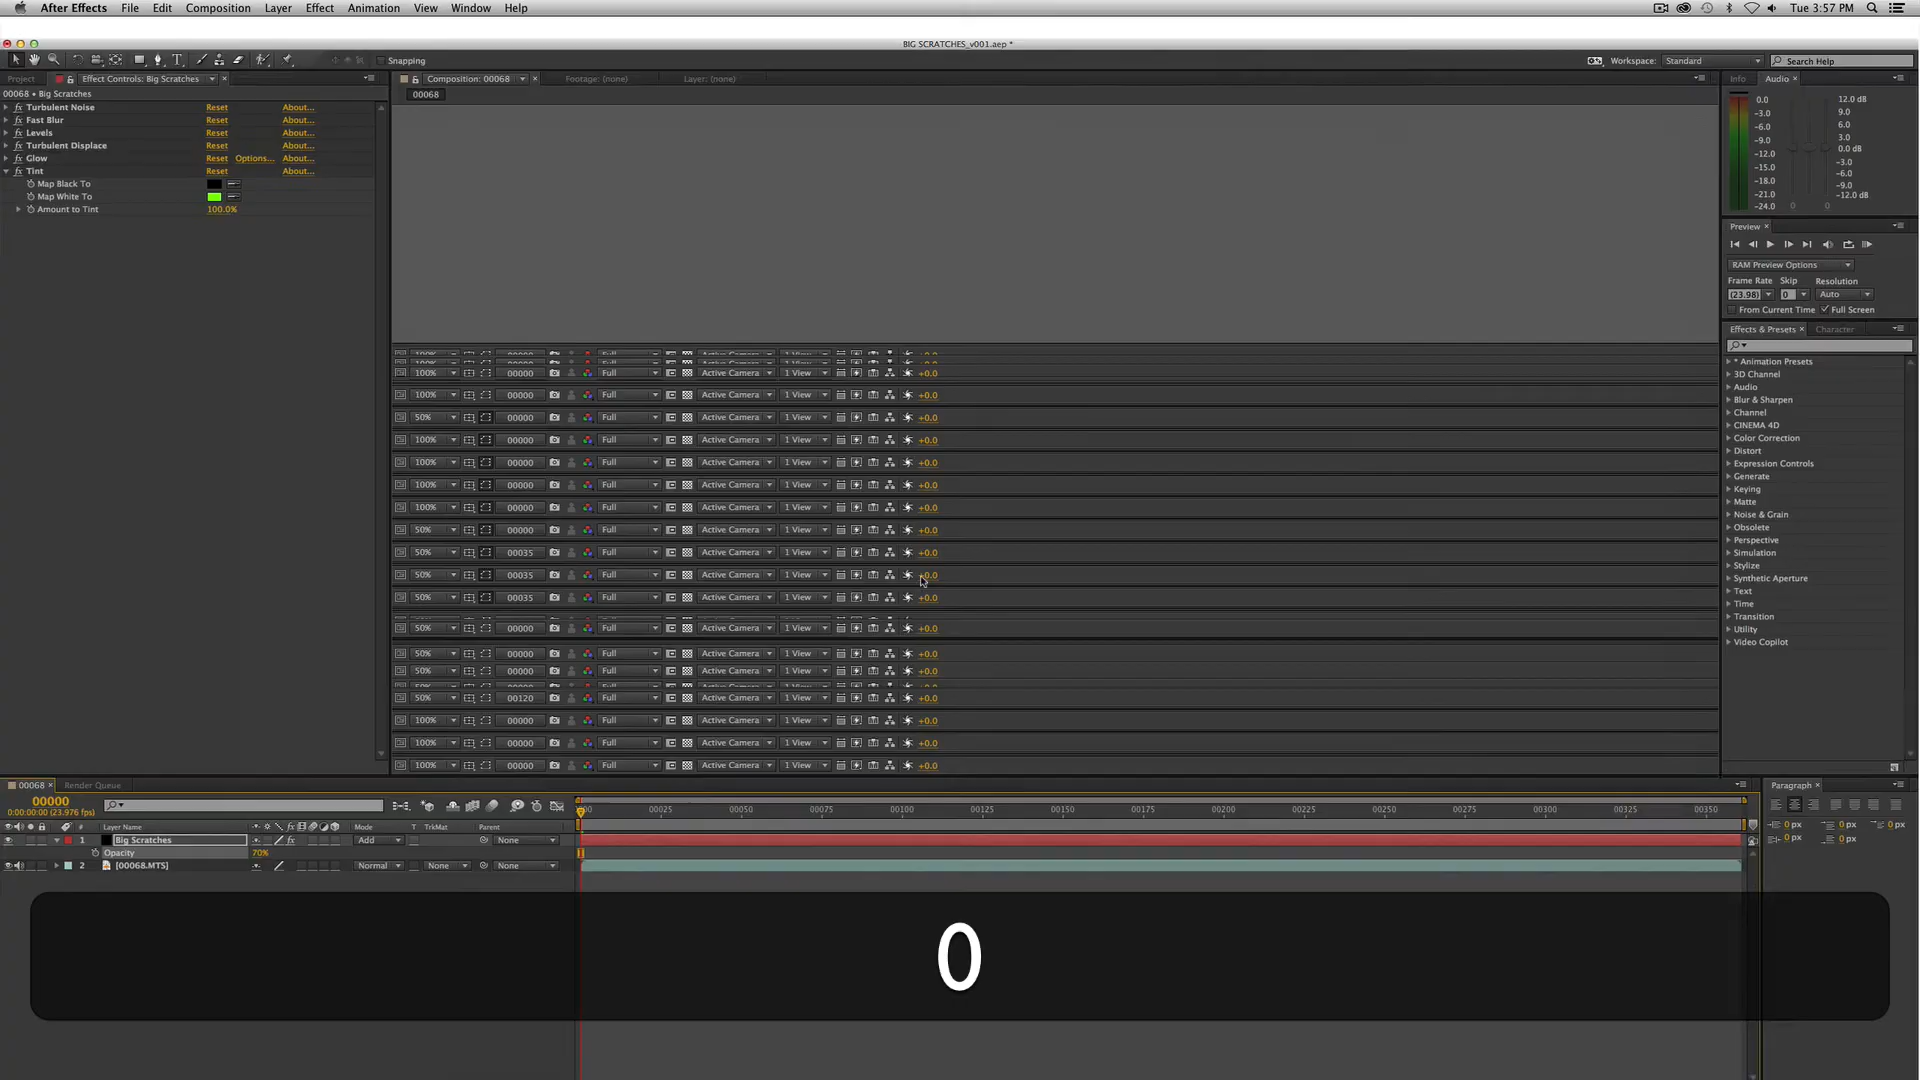 After Effects File Edit Composition Layer Effect Animation View Window Help Tue 3:57 PM
BIG SCRATCHES_v001.aep *
Snapping Workspace: Standard Search Help
Project Effect Controls: Big Scratches Composition: 00068 Footage: (none) Layer: (none) Info Audio
00068 • Big Scratches
00068
Turbulent Noise Reset About...
Fast Blur Reset About...
Levels Reset About...
Turbulent Displace Reset About...
Glow Reset Options... About...
Tint Reset About...
Map Black To
Map White To
Amount to Tint 100.0%
0.0 12.0 dB
-3.0 9.0
-6.0 6.0
-9.0 3.0
-12.0 0.0 dB
-15.0 -3.0
-18.0 -6.0
-21.0 -9.0
-24.0 -12.0 dB
0 0
Preview
RAM Preview Options
Frame Rate Skip Resolution
(23.98) 0 Auto
From Current Time Full Screen
Effects & Presets Character
* Animation Presets
3D Channel
Audio
Blur & Sharpen
Channel
CINEMA 4D
Color Correction
Distort
Expression Controls
Generate
Keying
Matte
Noise & Grain
Obsolete
Perspective
Simulation
Stylize
Synthetic Aperture
Text
Time
Transition
Utility
Video Copilot
100% 00000 Full Active Camera 1 View +0.0
100% 00000 Full Active Camera 1 View +0.0
50% 00000 Full Active Camera 1 View +0.0
100% 00000 Full Active Camera 1 View +0.0
100% 00000 Full Active Camera 1 View +0.0
100% 00000 Full Active Camera 1 View +0.0
100% 00000 Full Active Camera 1 View +0.0
50% 00000 Full Active Camera 1 View +0.0
50% 00035 Full Active Camera 1 View +0.0
50% 00035 Full Active Camera 1 View +0.0
50% 00035 Full Active Camera 1 View +0.0
50% 00000 Full Active Camera 1 View +0.0
50% 00000 Full Active Camera 1 View +0.0
50% 00000 Full Active Camera 1 View +0.0
50% 00120 Full Active Camera 1 View +0.0
100% 00000 Full Active Camera 1 View +0.0
100% 00000 Full Active Camera 1 View +0.0
100% 00000 Full Active Camera 1 View +0.0
00068 Render Queue Paragraph
00000
0:00:00:00 (23.976 fps)
00025 00050 00075 00100 00125 00150 00175 00200 00225 00250 00275 00300 00325 00350
# Layer Name Mode T TrkMat Parent
1 Big Scratches Add None
Opacity 70%
2 [00068.MTS] Normal None None
0 px 0 px 0 px
0 px 0 px
0